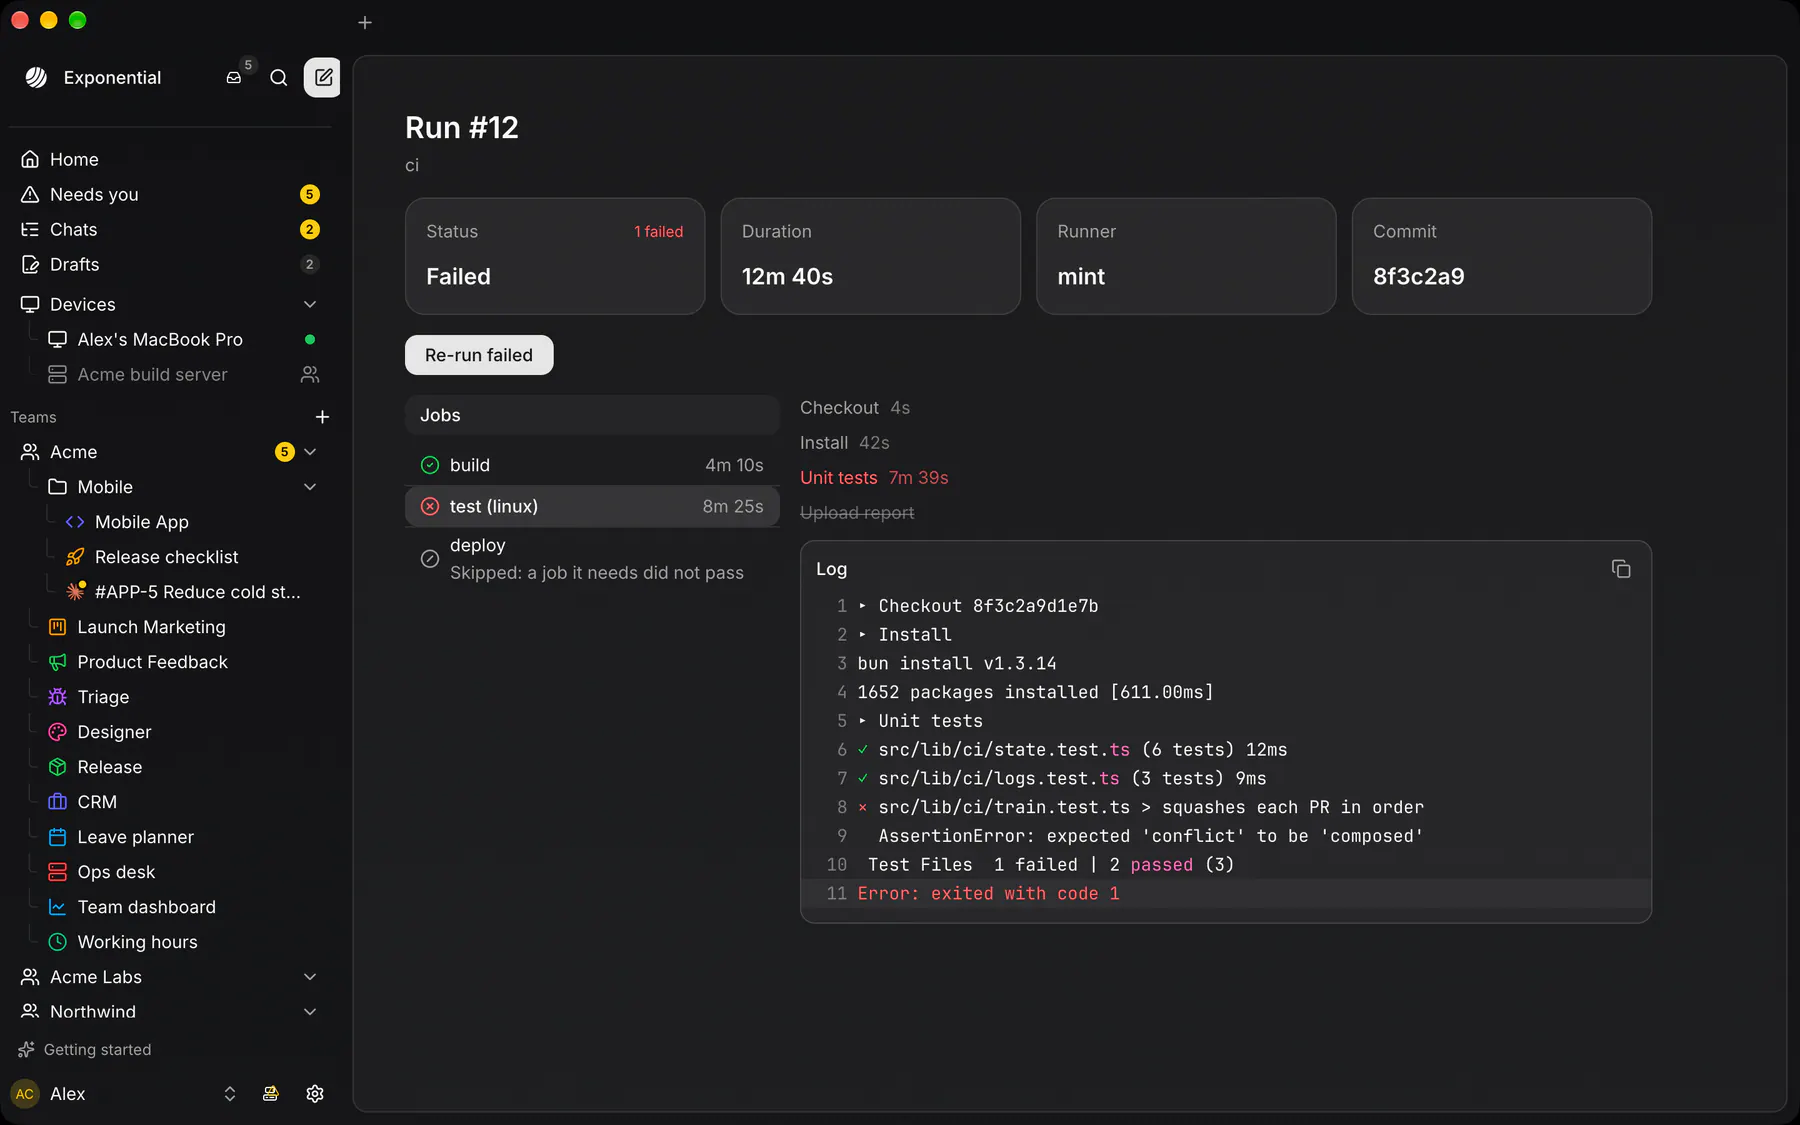 Exponential
5
Home
Needs you 5
Chats 2
Drafts 2
Devices
Alex's MacBook Pro
Acme build server
Teams
Acme 5
Mobile
Mobile App
Release checklist
#APP-5 Reduce cold st...
Launch Marketing
Product Feedback
Triage
Designer
Release
CRM
Leave planner
Ops desk
Team dashboard
Working hours
Acme Labs
Northwind
Getting started
AC Alex
Run #12
ci
Status 1 failed
Failed
Duration
12m 40s
Runner
mint
Commit
8f3c2a9
Re-run failed
Jobs
build 4m 10s
test (linux) 8m 25s
deploy
Skipped: a job it needs did not pass
Checkout 4s
Install 42s
Unit tests 7m 39s
Upload report
Log
1 ▸ Checkout 8f3c2a9d1e7b
2 ▸ Install
3 bun install v1.3.14
4 1652 packages installed [611.00ms]
5 ▸ Unit tests
6 ✓ src/lib/ci/state.test.ts (6 tests) 12ms
7 ✓ src/lib/ci/logs.test.ts (3 tests) 9ms
8 × src/lib/ci/train.test.ts > squashes each PR in order
9 AssertionError: expected 'conflict' to be 'composed'
10 Test Files 1 failed | 2 passed (3)
11 Error: exited with code 1